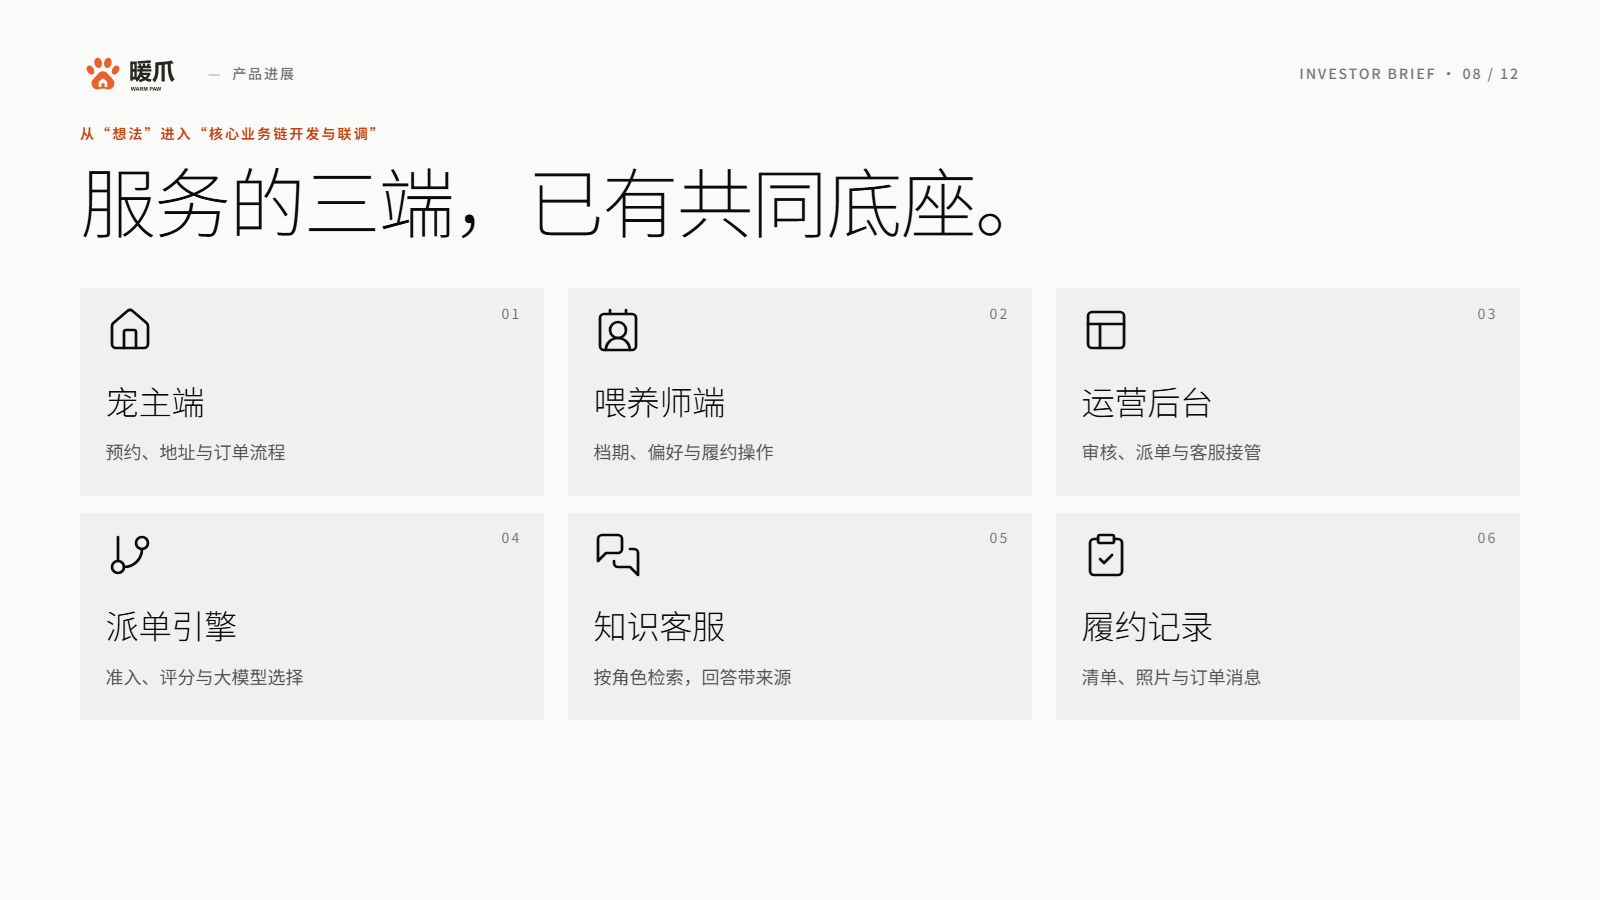 暖爪
WARM PAW
— 产品进展
INVESTOR BRIEF · 08 / 12
从“想法”进入“核心业务链开发与联调”
服务的三端，已有共同底座。
01
宠主端
预约、地址与订单流程
02
喂养师端
档期、偏好与履约操作
03
运营后台
审核、派单与客服接管
04
派单引擎
准入、评分与大模型选择
05
知识客服
按角色检索，回答带来源
06
履约记录
清单、照片与订单消息